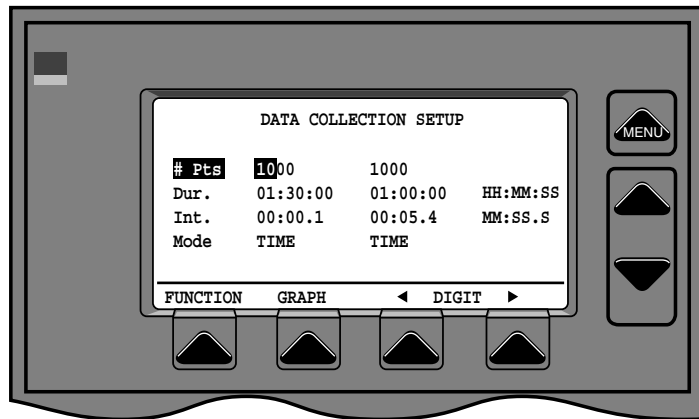 DATA COLLECTION SETUP
MENU
# Pts 1000 1000
Dur. 01:30:00 01:00:00 HH:MM:SS
Int. 00:00.1 00:05.4 MM:SS.S
Mode TIME TIME
FUNCTION GRAPH ◄ DIGIT ►